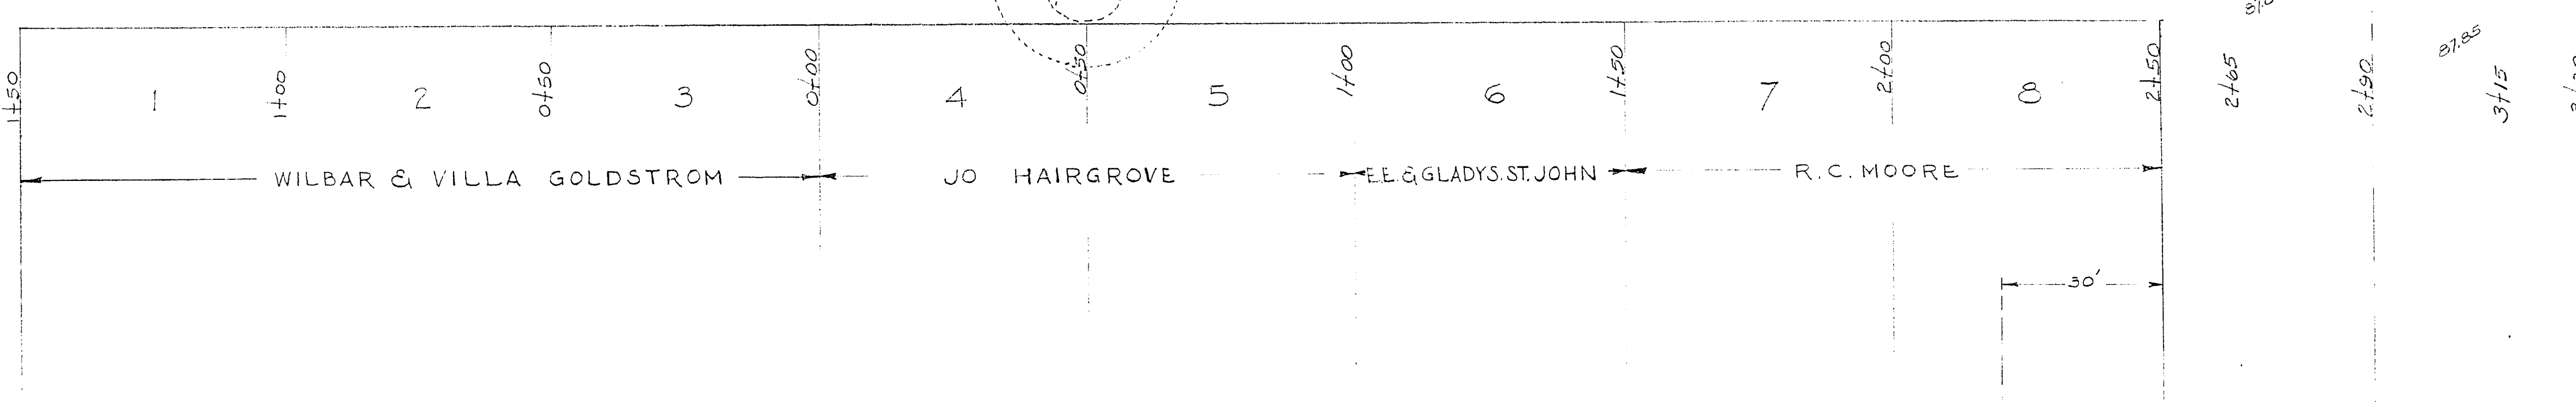 87.85
1+50 1 1+00 2 0+50 3 0+00 4 0+50 5 1+00 6 1+50 7 2+00 8 2+50 2+65 2+90 3+15
WILBAR & VILLA GOLDSTROM JO HAIRGROVE E.E. & GLADYS. ST. JOHN R.C. MOORE
30'